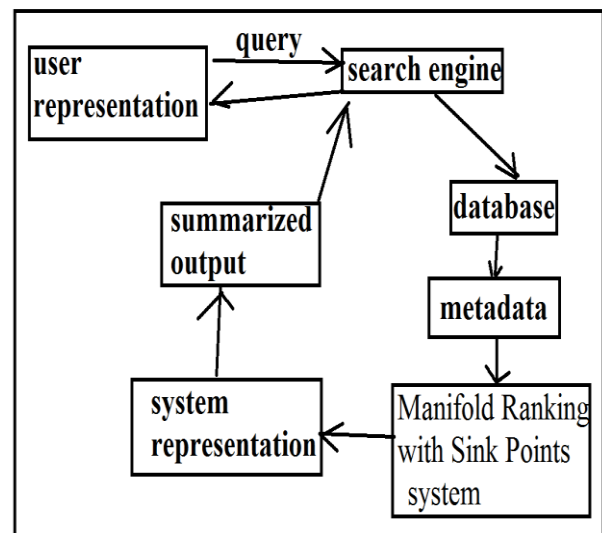 user
representation
query
search engine
database
metadata
Manifold Ranking
with Sink Points
system
system
representation
summarized
output